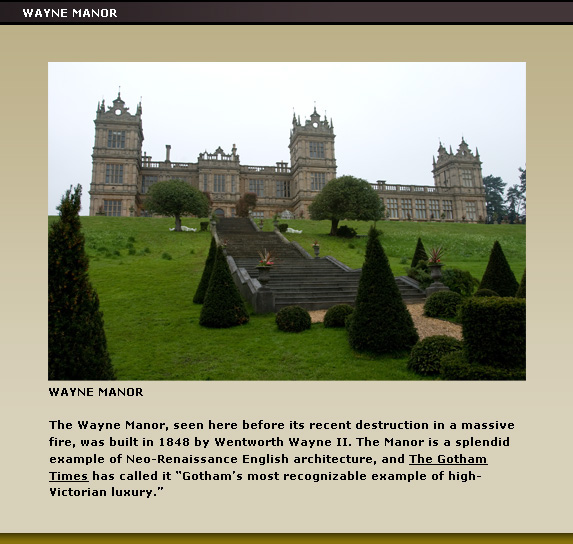 WAYNE MANOR
WAYNE MANOR
The Wayne Manor, seen here before its recent destruction in a massive
fire, was built in 1848 by Wentworth Wayne II. The Manor is a splendid
example of Neo-Renaissance English architecture, and The Gotham
Times has called it "Gotham's most recognizable example of high-
Victorian luxury."